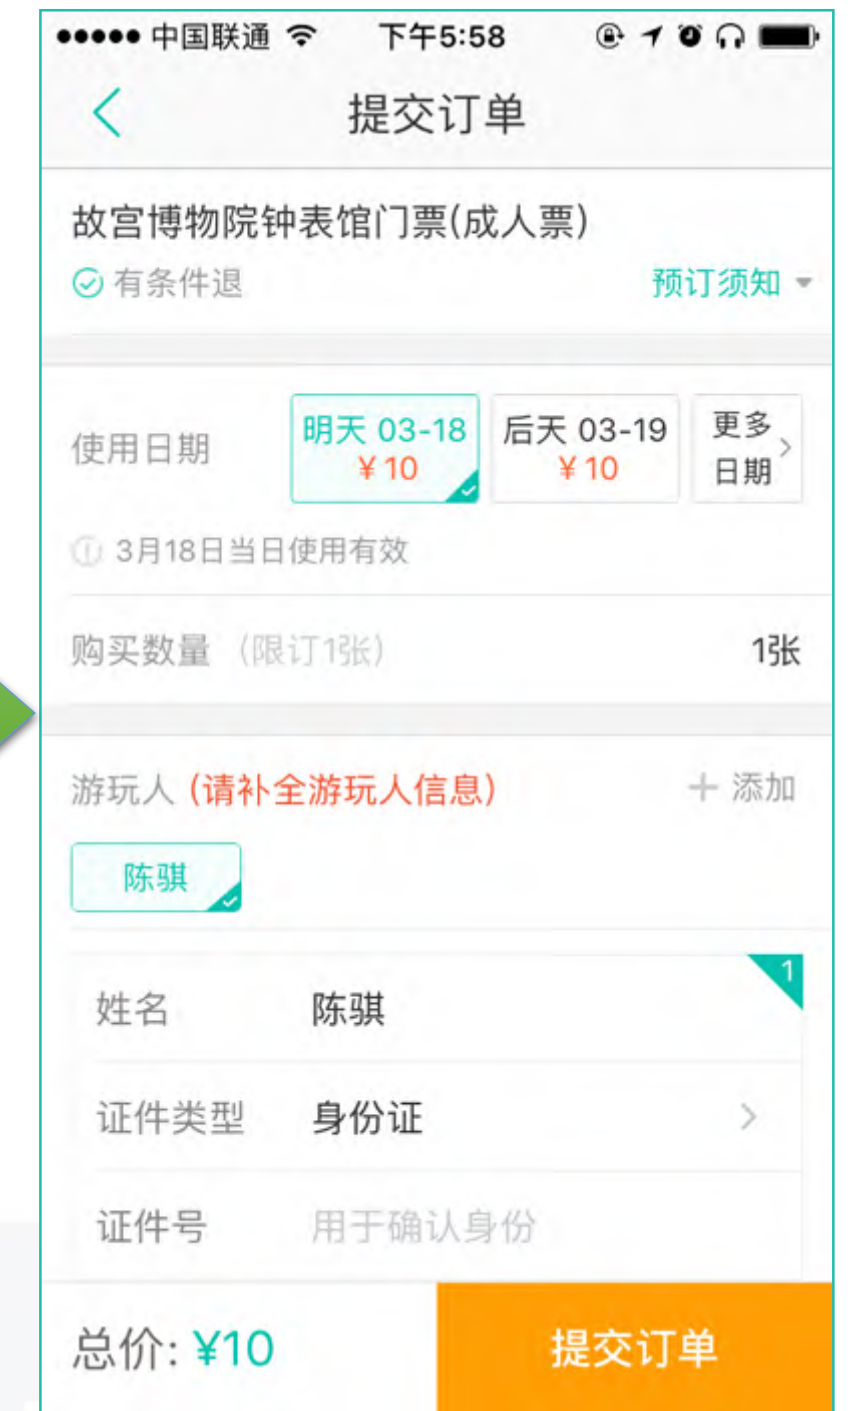 中国联通 下午5:58
提交订单
故宫博物院钟表馆门票(成人票)
有条件退 预订须知
使用日期 明天 03-18 ¥10 后天 03-19 ¥10 更多日期
3月18日当日使用有效
购买数量 (限订1张) 1张
游玩人 (请补全游玩人信息) 添加
陈骐
1
姓名 陈骐
证件类型 身份证
证件号 用于确认身份
总价: ¥10 提交订单